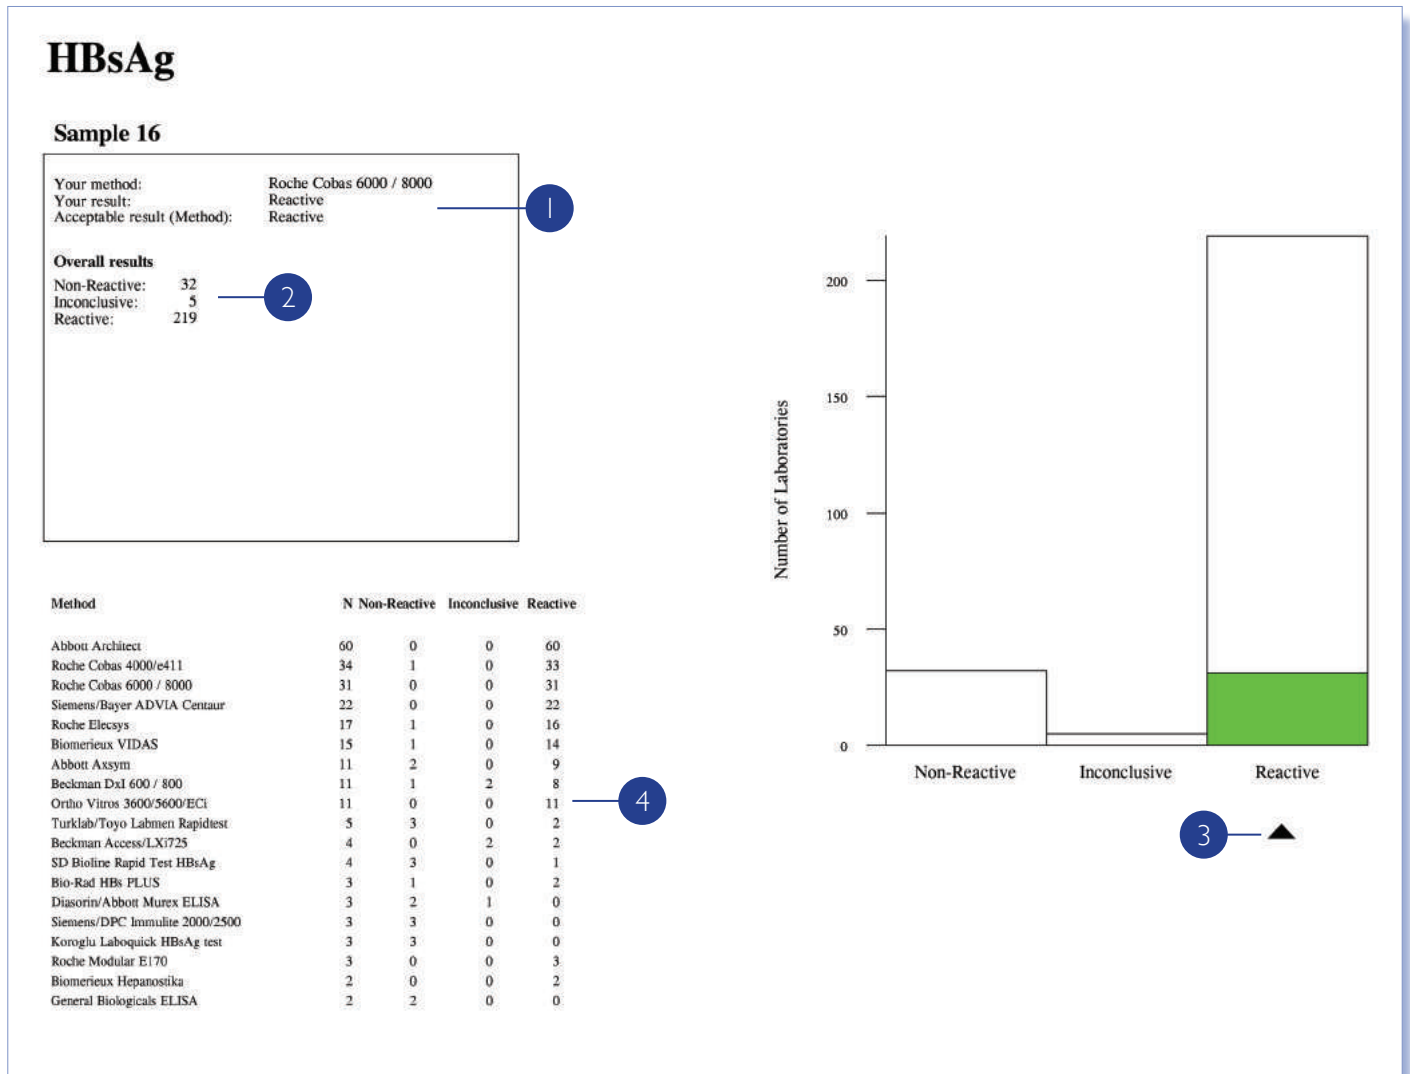 HBsAg
Sample 16
Your method: Roche Cobas 6000 / 8000
Your result: Reactive
Acceptable result (Method): Reactive
1
Overall results
Non-Reactive: 32
Inconclusive: 5
Reactive: 219
2
Method N Non-Reactive Inconclusive Reactive
Abbott Architect 60 0 0 60
Roche Cobas 4000/e411 34 1 0 33
Roche Cobas 6000 / 8000 31 0 0 31
Siemens/Bayer ADVIA Centaur 22 0 0 22
Roche Elecsys 17 1 0 16
Biomerieux VIDAS 15 1 0 14
Abbott Axsym 11 2 0 9
Beckman DxI 600 / 800 11 1 2 8
Ortho Vitros 3600/5600/ECi 11 0 0 11
Turklab/Toyo Labmen Rapidtest 5 3 0 2
Beckman Access/LXi725 4 0 2 2
SD Bioline Rapid Test HBsAg 4 3 0 1
Bio-Rad HBs PLUS 3 1 0 2
Diasorin/Abbott Murex ELISA 3 2 1 0
Siemens/DPC Immulite 2000/2500 3 3 0 0
Koroglu Laboquick HBsAg test 3 3 0 0
Roche Modular E170 3 0 0 3
Biomerieux Hepanostika 2 0 0 2
General Biologicals ELISA 2 2 0 0
4
Number of Laboratories
200
150
100
50
0
Non-Reactive Inconclusive Reactive
3